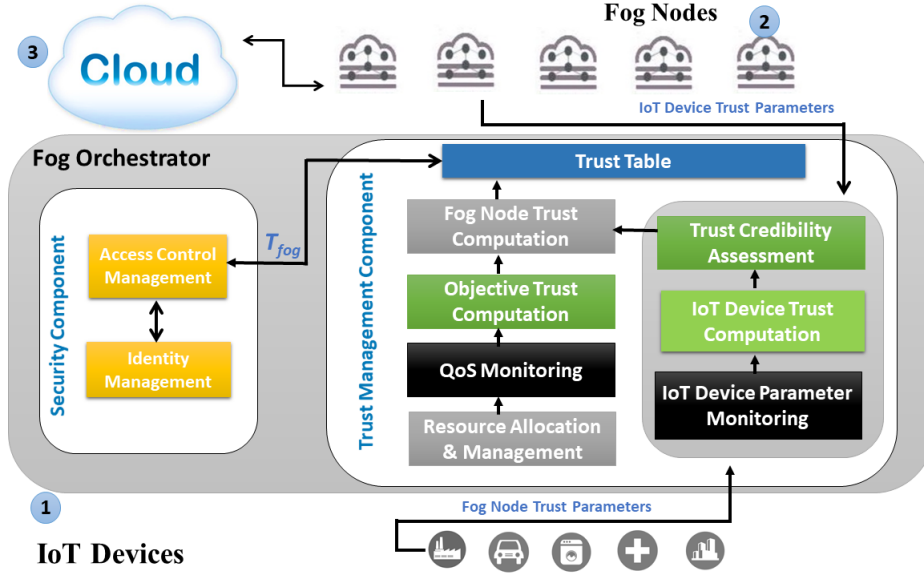 Fog Nodes
2
3
Cloud
IoT Device Trust Parameters
Fog Orchestrator
Trust Table
Security Component
Access Control
Management
Identity
Management
T_fog
Trust Management Component
Fog Node Trust
Computation
Objective Trust
Computation
QoS Monitoring
Resource Allocation
& Management
Trust Credibility
Assessment
IoT Device Trust
Computation
IoT Device Parameter
Monitoring
1
Fog Node Trust Parameters
IoT Devices